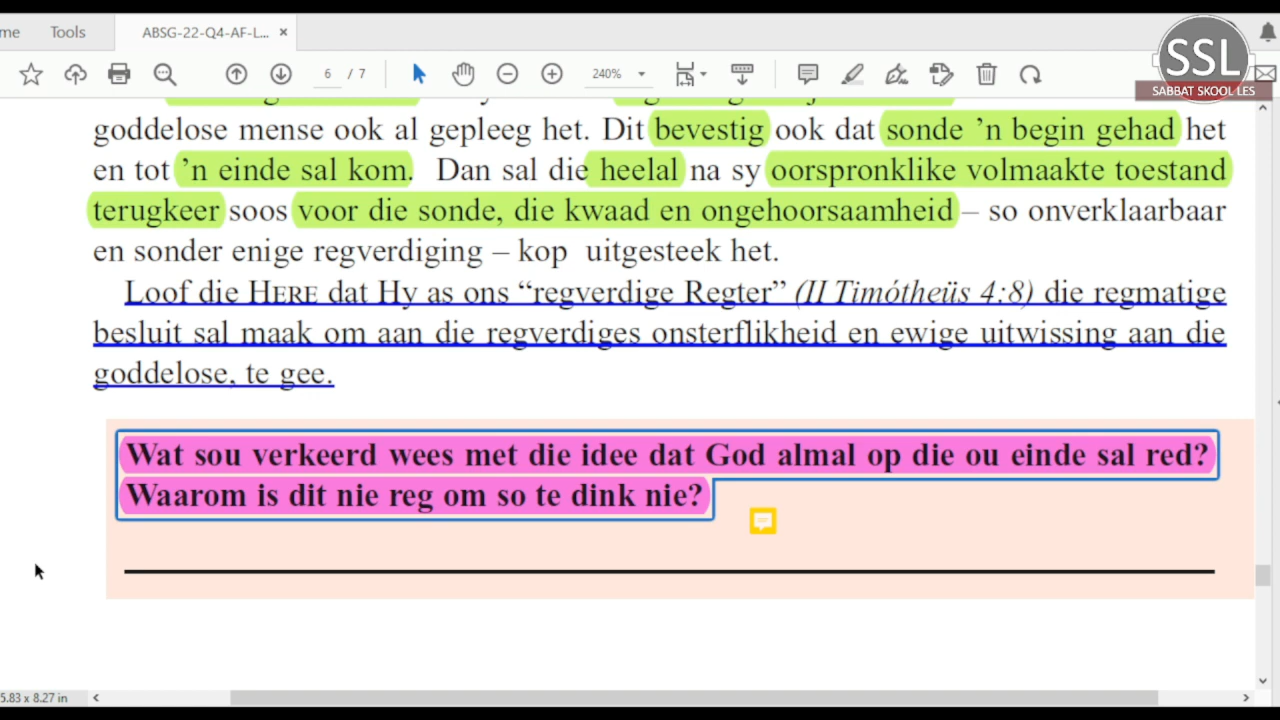 me Tools ABSG-22-Q4-AF-L... ×
SSL
SABBAT SKOOL LES
6 / 7 240%
goddelose mense ook al gepleeg het. Dit bevestig ook dat sonde ’n begin gehad het
en tot ’n einde sal kom. Dan sal die heelal na sy oorspronklike volmaakte toestand
terugkeer soos voor die sonde, die kwaad en ongehoorsaamheid – so onverklaarbaar
en sonder enige regverdiging – kop uitgesteek het.
Loof die HERE dat Hy as ons “regverdige Regter” (II Timótheüs 4:8) die regmatige
besluit sal maak om aan die regverdiges onsterflikheid en ewige uitwissing aan die
goddelose, te gee.
Wat sou verkeerd wees met die idee dat God almal op die ou einde sal red?
Waarom is dit nie reg om so te dink nie?
5.83 x 8.27 in